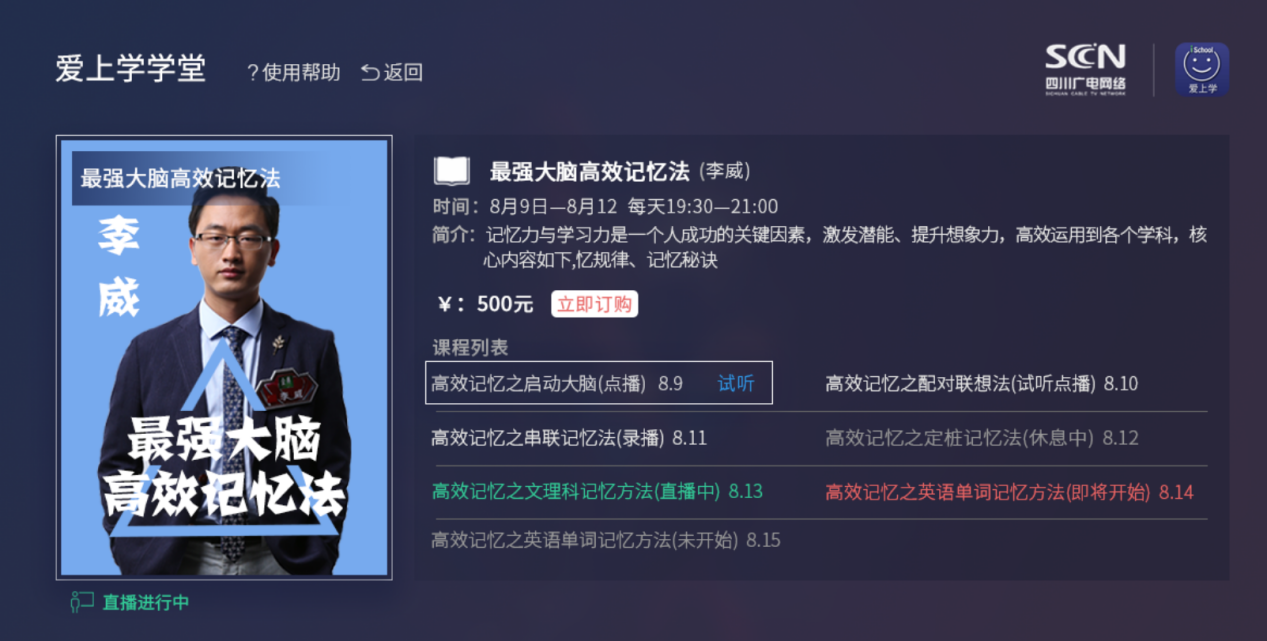 爱上学学堂
?使用帮助
返回
SCCN
四川广电网络
SICHUAN CABLE TV NETWORK
iSchool
爱上学
最强大脑高效记忆法
李威
李威
最强大脑
高效记忆法
直播进行中
最强大脑高效记忆法 (李威)
时间：8月9日—8月12 每天19:30—21:00
简介：记忆力与学习力是一个人成功的关键因素，激发潜能、提升想象力，高效运用到各个学科，核
心内容如下,忆规律、记忆秘诀
¥：500元 立即订购
课程列表
高效记忆之启动大脑(点播) 8.9 试听
高效记忆之配对联想法(试听点播) 8.10
高效记忆之串联记忆法(录播) 8.11
高效记忆之定桩记忆法(休息中) 8.12
高效记忆之文理科记忆方法(直播中) 8.13
高效记忆之英语单词记忆方法(即将开始) 8.14
高效记忆之英语单词记忆方法(未开始) 8.15